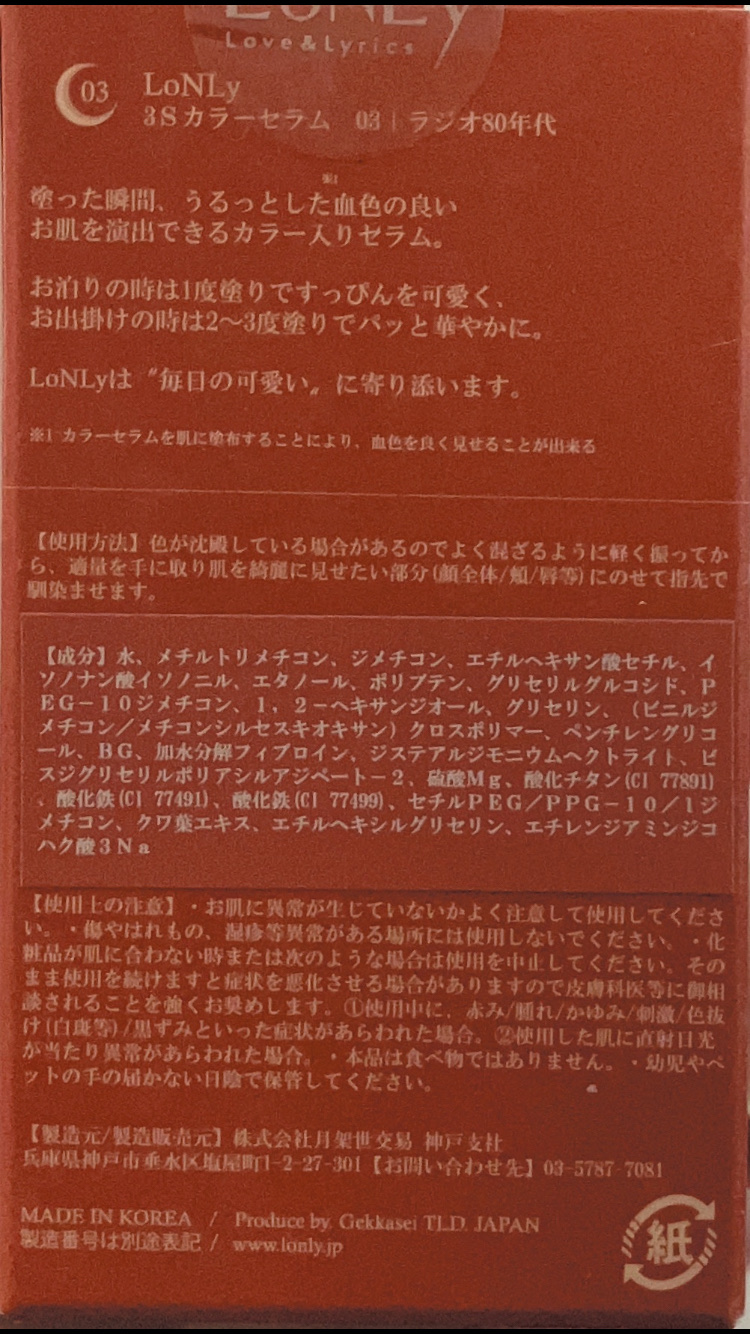 LoNLy
Love&Lyrics
03
LoNLy
3Sカラーセラム 03｜ラジオ80年代
※1
塗った瞬間、うるっとした血色の良い
お肌を演出できるカラー入りセラム。
お泊りの時は1度塗りですっぴんを可愛く、
お出掛けの時は2〜3度塗りでパッと華やかに。
LoNLyは〝毎日の可愛い〟に寄り添います。
※1 カラーセラムを肌に塗布することにより、血色を良く見せることが出来る
【使用方法】色が沈殿している場合があるのでよく混ざるように軽く振ってか
ら、適量を手に取り肌を綺麗に見せたい部分(顔全体/頬/唇等)にのせて指先で
馴染ませます。
【成分】水、メチルトリメチコン、ジメチコン、エチルヘキサン酸セチル、イ
ソノナン酸イソノニル、エタノール、ポリブテン、グリセリルグルコシド、Ｐ
ＥＧ－１０ジメチコン、１，２－ヘキサンジオール、グリセリン、（ビニルジ
メチコン／メチコンシルセスキオキサン）クロスポリマー、ペンチレングリコ
ール、ＢＧ、加水分解フィブロイン、ジステアルジモニウムヘクトライト、ビ
スジグリセリルポリアシルアジペート－２、硫酸Ｍｇ、酸化チタン(CI 77891)
、酸化鉄(CI 77491)、酸化鉄(CI 77499)、セチルＰＥＧ／ＰＰＧ－１０／１ジ
メチコン、クワ葉エキス、エチルヘキシルグリセリン、エチレンジアミンジコ
ハク酸３Ｎａ
【使用上の注意】・お肌に異常が生じていないかよく注意して使用してくださ
い。・傷やはれもの、湿疹等異常がある場所には使用しないでください。・化
粧品が肌に合わない時または次のような場合は使用を中止してください。その
まま使用を続けますと症状を悪化させる場合がありますので皮膚科医等に御相
談されることを強くお奨めします。①使用中に、赤み/腫れ/かゆみ/刺激/色抜
け(白斑等)/黒ずみといった症状があらわれた場合。②使用した肌に直射日光
が当たり異常があらわれた場合。・本品は食べ物ではありません。・幼児やペ
ットの手の届かない日陰で保管してください。
【製造元/製造販売元】株式会社月架世交易 神戸支社
兵庫県神戸市垂水区塩屋町1-2-27-301【お問い合わせ先】03-5787-7081
MADE IN KOREA / Produce by. Gekkasei TLD. JAPAN
製造番号は別途表記 / www.lonly.jp
紙